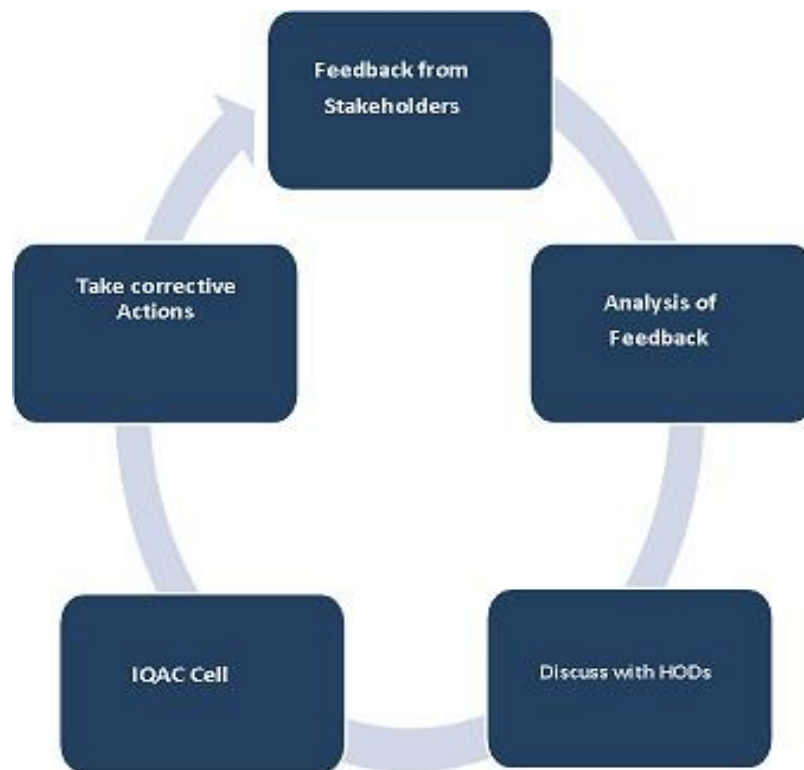 Feedback from
Stakeholders
Analysis of
Feedback
Discuss with HODs
IQAC Cell
Take corrective
Actions